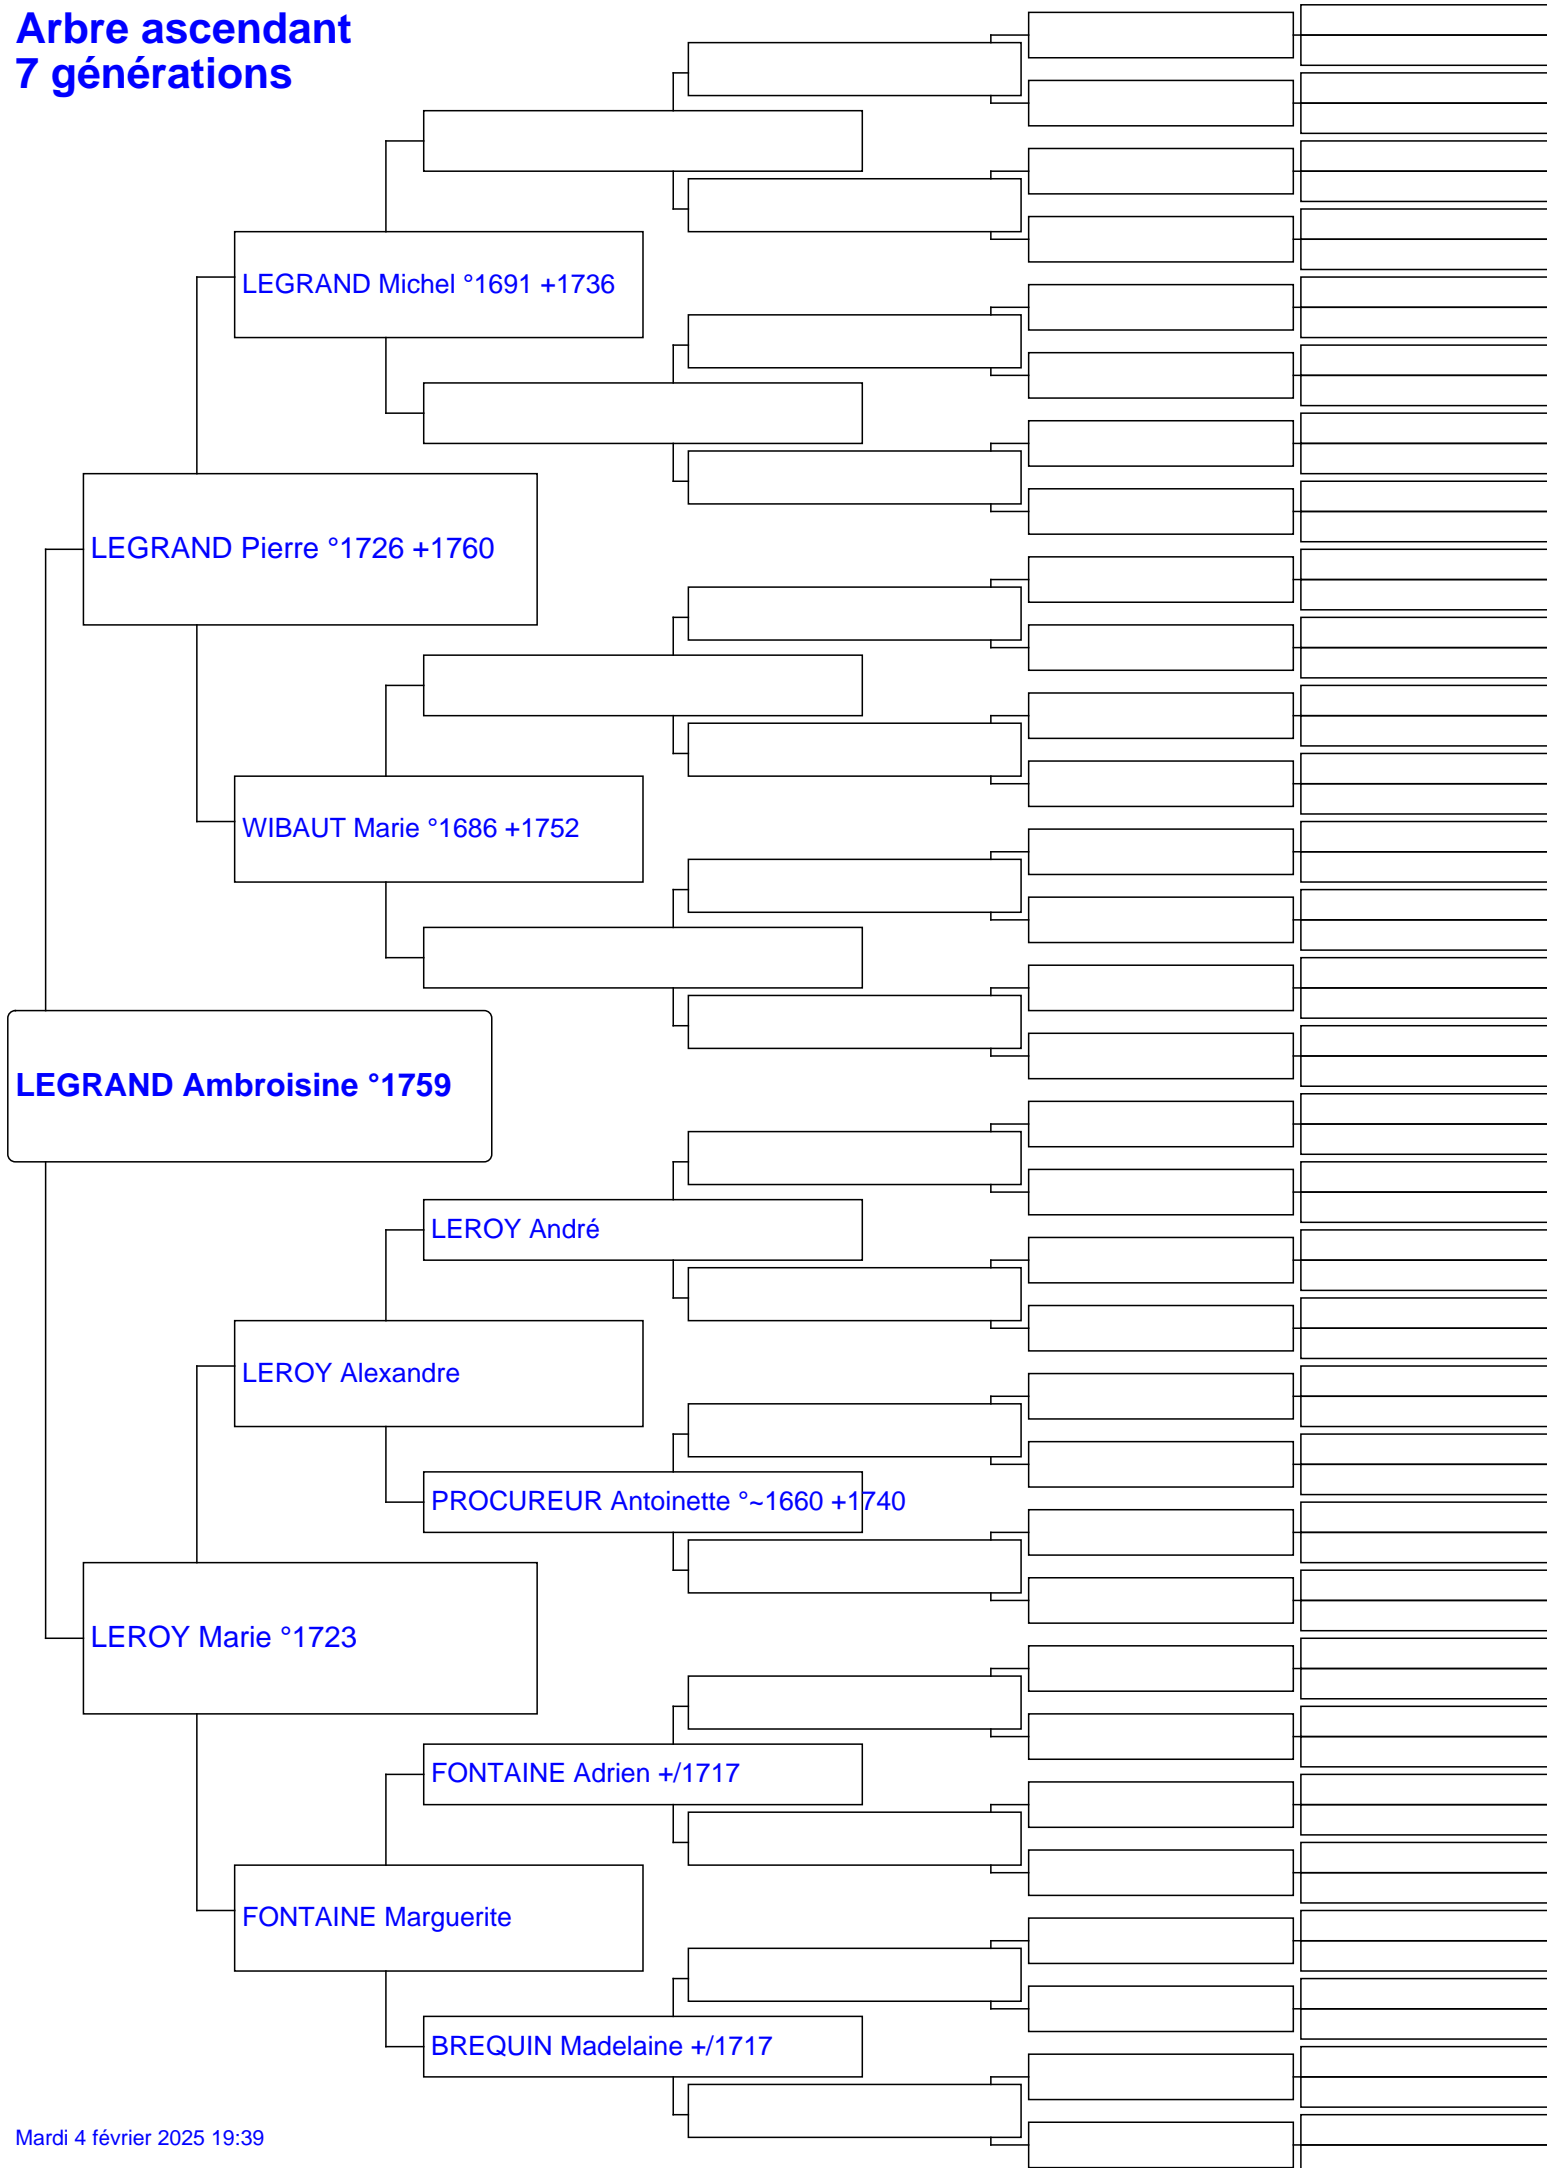 Arbre ascendant
7 générations
LEGRAND Michel °1691 +1736
LEGRAND Pierre °1726 +1760
WIBAUT Marie °1686 +1752
LEGRAND Ambroisine °1759
LEROY André
LEROY Alexandre
PROCUREUR Antoinette °~1660 +1740
LEROY Marie °1723
FONTAINE Adrien +/1717
FONTAINE Marguerite
BREQUIN Madelaine +/1717
Mardi 4 février 2025 19:39